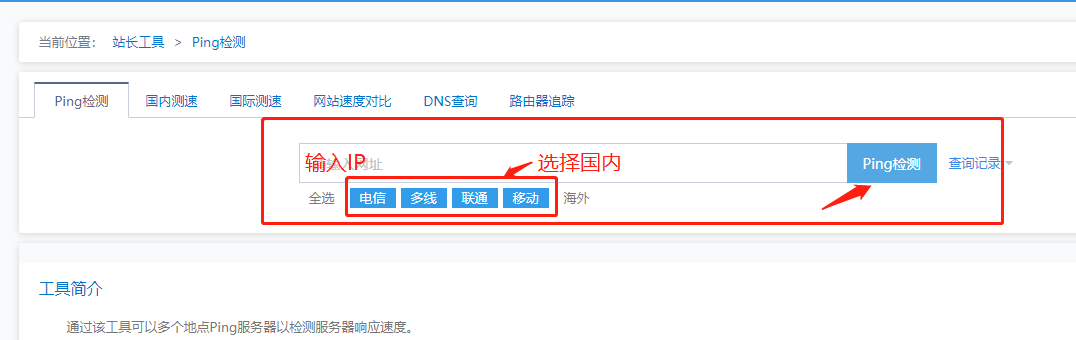 当前位置： 站长工具 > Ping检测
Ping检测 国内测速 国际测速 网站速度对比 DNS查询 路由器追踪
输入IP 输入网址 选择国内 Ping检测 查询记录
全选 电信 多线 联通 移动 海外
工具简介
通过该工具可以多个地点Ping服务器以检测服务器响应速度。